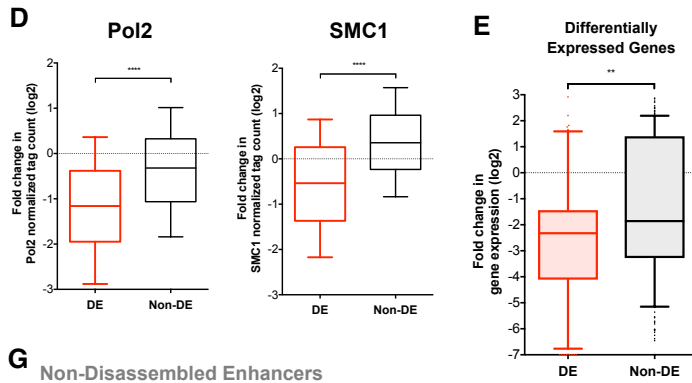 D
Pol2
Fold change in
Pol2 normalized tag count (log2)
2
1
0
-1
-2
-3
****
DE
Non-DE
SMC1
Fold change in
SMC1 normalized tag count (log2)
2
1
0
-1
-2
-3
****
DE
Non-DE
E
Differentially
Expressed Genes
Fold change in
gene expression (log2)
3
2
1
0
-1
-2
-3
-4
-5
-6
-7
**
DE
Non-DE
G
Non-Disassembled Enhancers